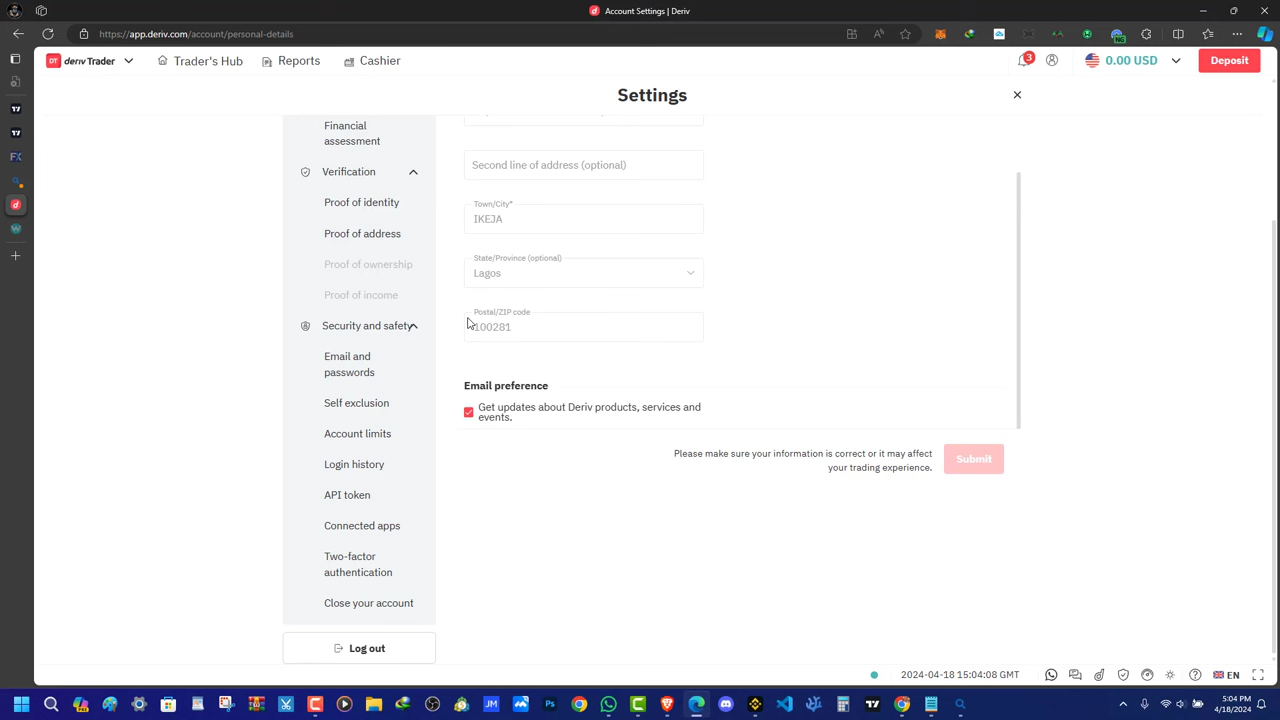 Account Settings | Deriv
https://app.deriv.com/account/personal-details
DT deriv Trader
Trader's Hub
Reports
Cashier
3
0.00 USD
Deposit
Settings
Financial
assessment
Verification
Proof of identity
Proof of address
Proof of ownership
Proof of income
Security and safety
Email and
passwords
Self exclusion
Account limits
Login history
API token
Connected apps
Two-factor
authentication
Close your account
Log out
Second line of address (optional)
Town/City*
IKEJA
State/Province (optional)
Lagos
Postal/ZIP code
100281
Email preference
Get updates about Deriv products, services and
events.
Please make sure your information is correct or it may affect
your trading experience.
Submit
2024-04-18 15:04:08 GMT
EN
5:04 PM
4/18/2024